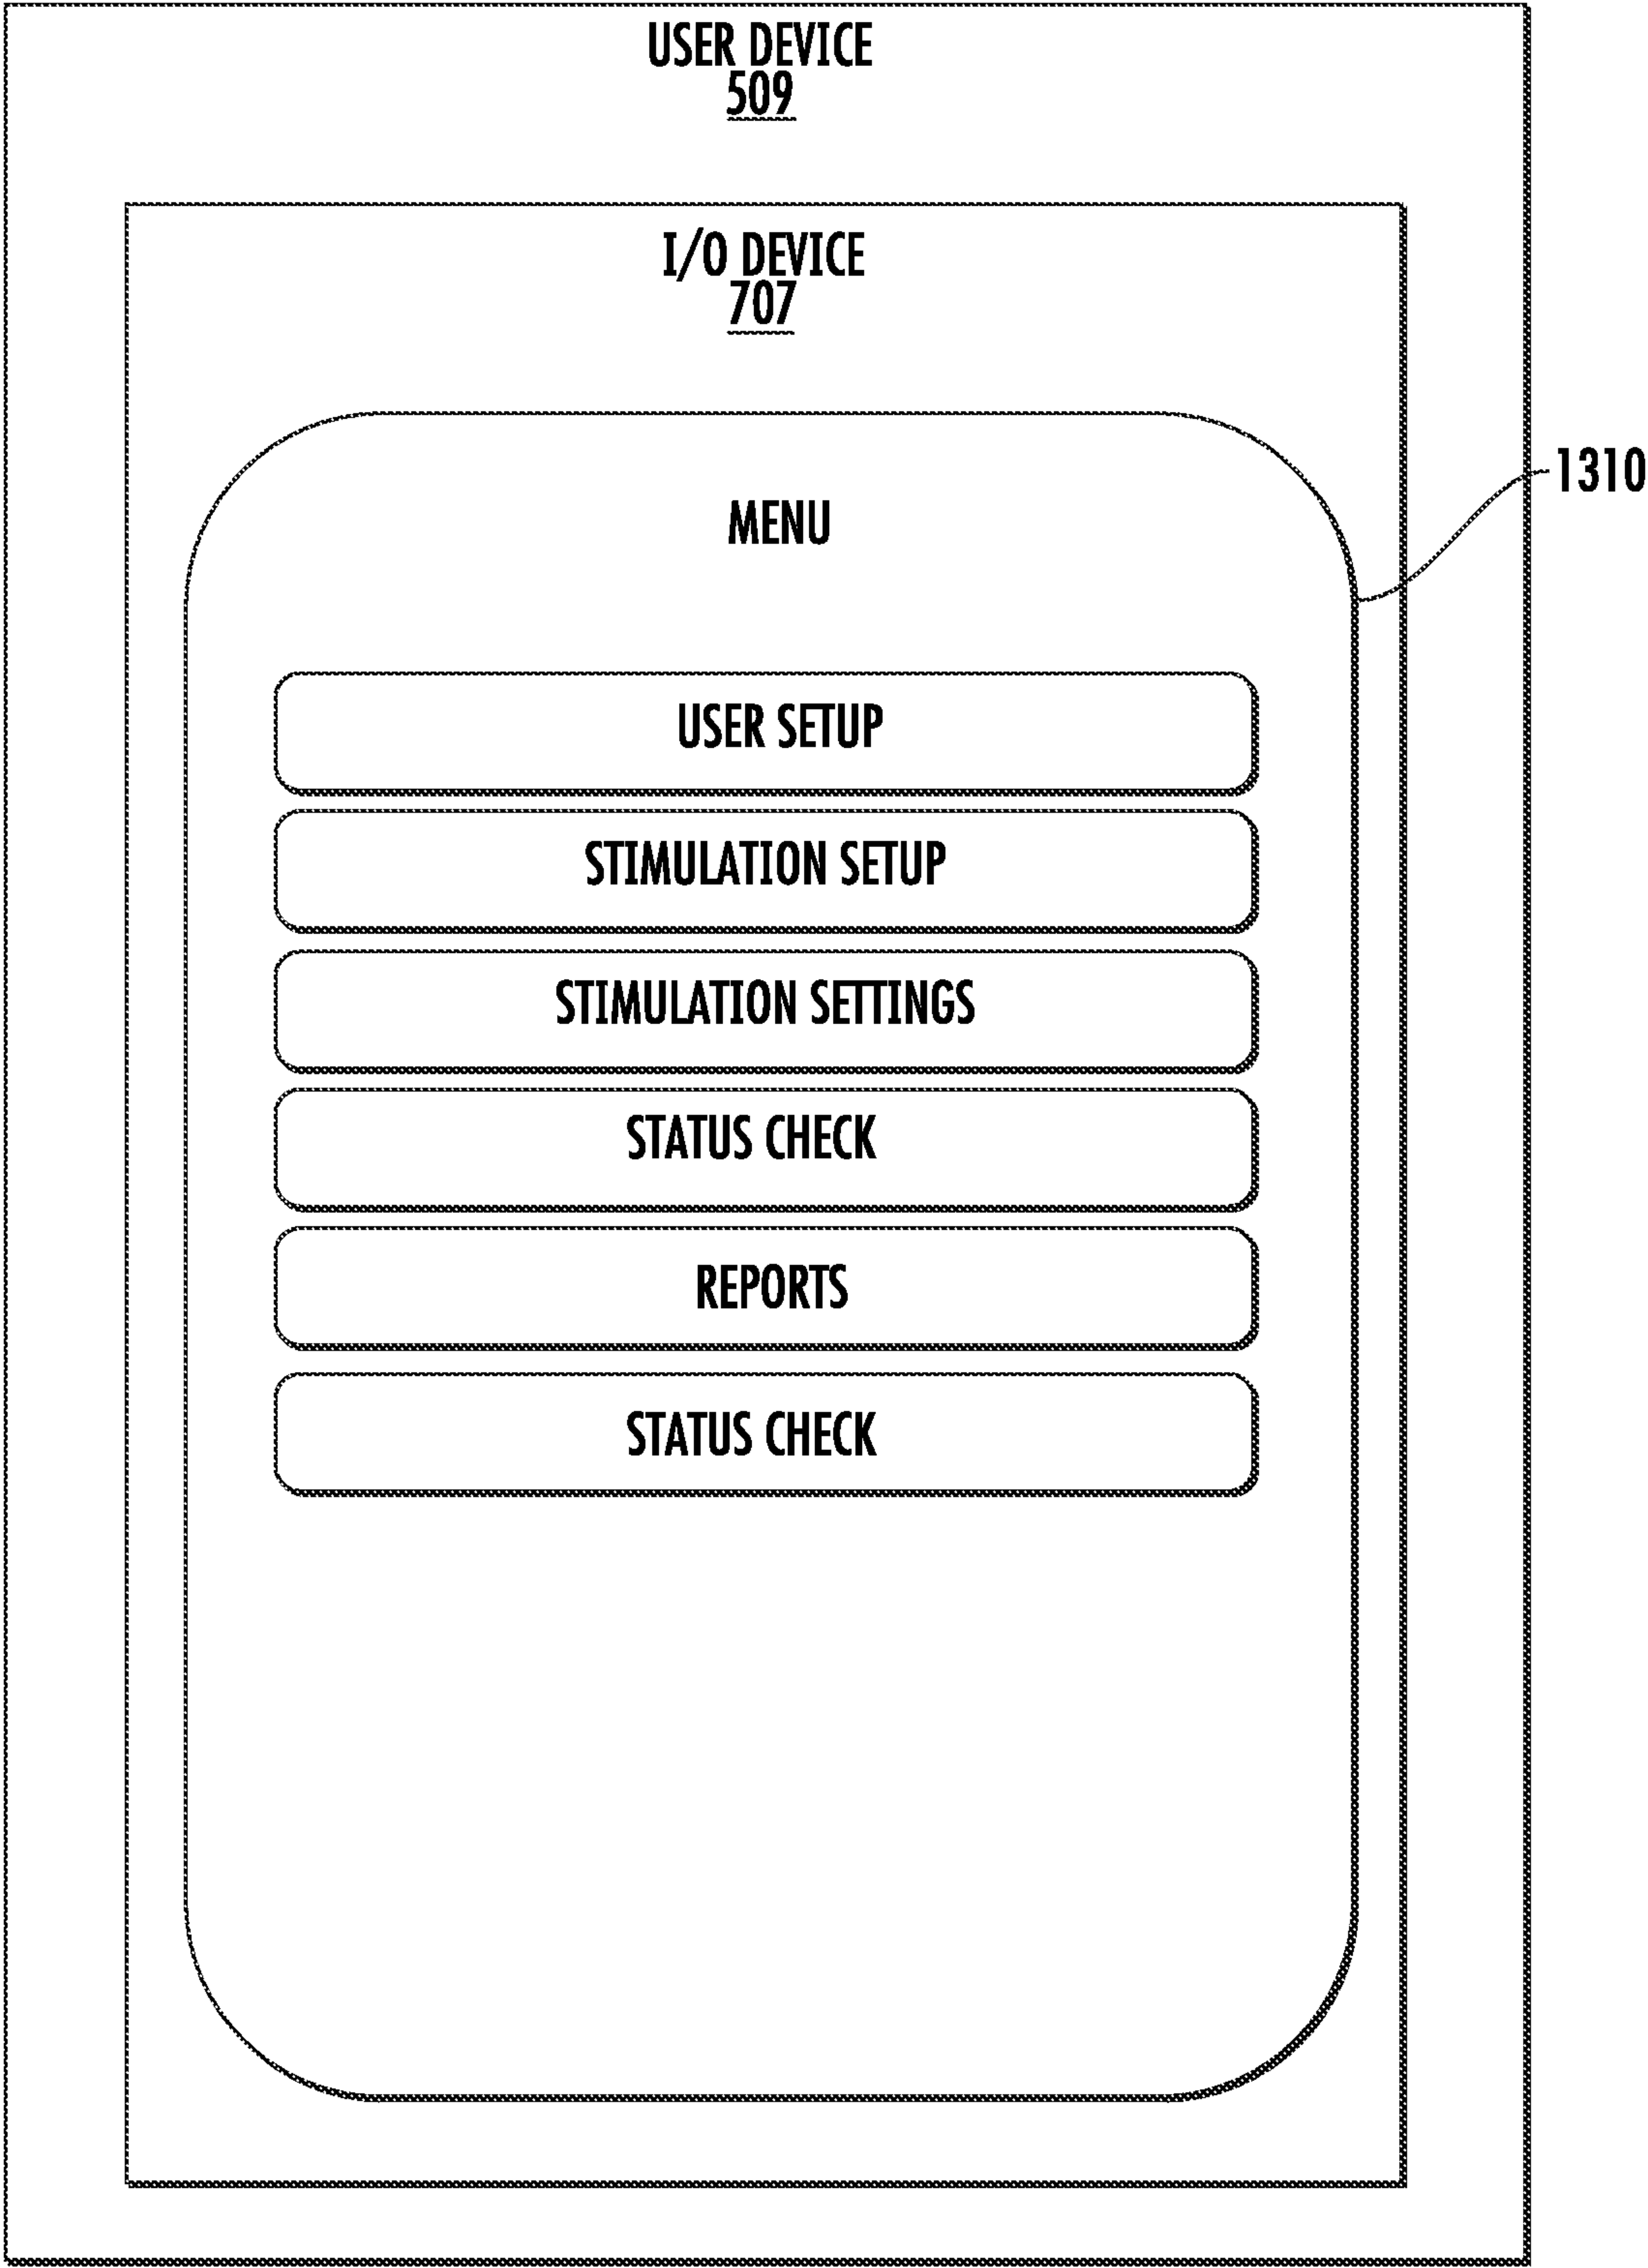 USER DEVICE
509
I/O DEVICE
707
1310
MENU
USER SETUP
STIMULATION SETUP
STIMULATION SETTINGS
STATUS CHECK
REPORTS
STATUS CHECK